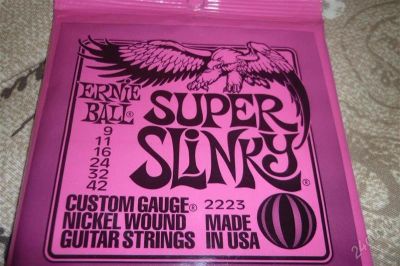 ERNIE
BALL®
SUPER
SLINKY®
9
11
16
24
32
42
CUSTOM GAUGE® 2223
NICKEL WOUND MADE
GUITAR STRINGS IN USA